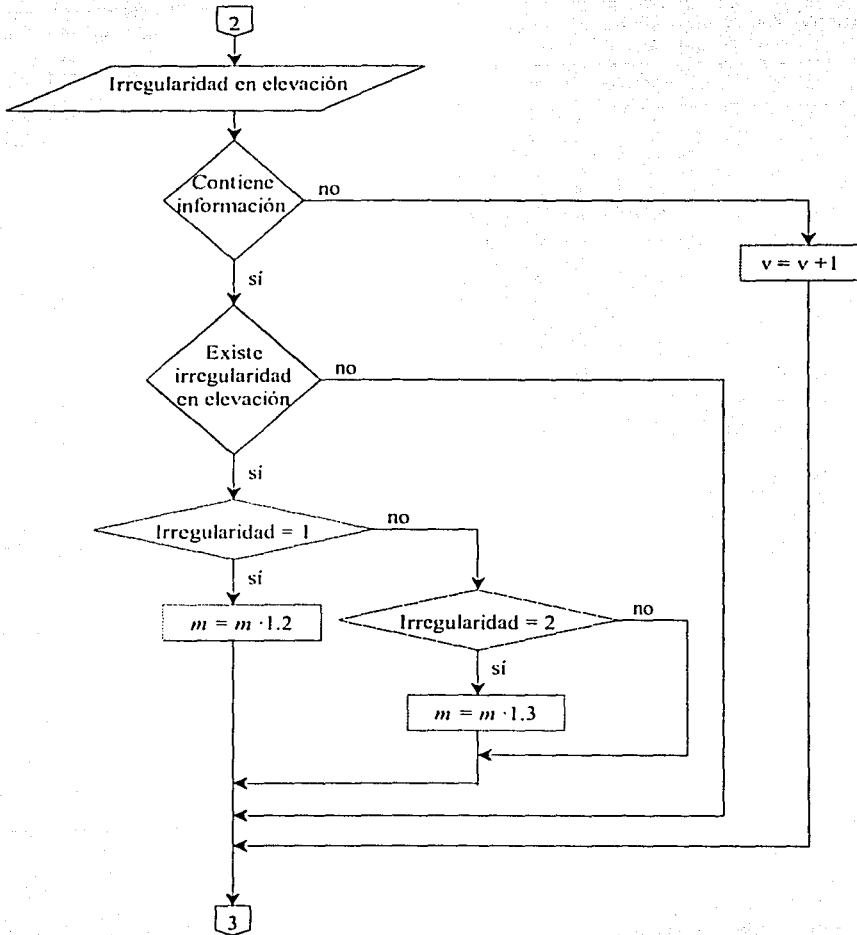 2
Irregularidad en elevación
Contiene
información
no
v = v +1
sí
Existe
irregularidad
en elevación
no
sí
Irregularidad = 1
no
sí
m = m ·1.2
Irregularidad = 2
no
sí
m = m ·1.3
3